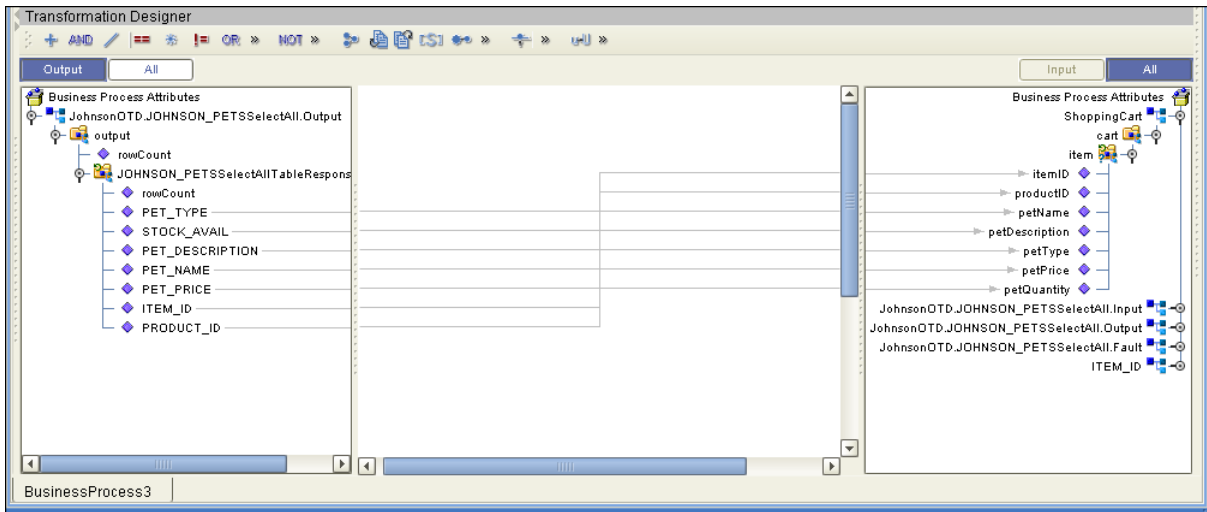 Transformation Designer
AND == != OR » NOT » [S] » » »
Output All Input All
Business Process Attributes
JohnsonOTD.JOHNSON_PETSSelectAll.Output
output
rowCount
JOHNSON_PETSSelectAllTableRespons
rowCount
PET_TYPE
STOCK_AVAIL
PET_DESCRIPTION
PET_NAME
PET_PRICE
ITEM_ID
PRODUCT_ID
Business Process Attributes
ShoppingCart
cart
item
itemID
productID
petName
petDescription
petType
petPrice
petQuantity
JohnsonOTD.JOHNSON_PETSSelectAll.Input
JohnsonOTD.JOHNSON_PETSSelectAll.Output
JohnsonOTD.JOHNSON_PETSSelectAll.Fault
ITEM_ID
BusinessProcess3